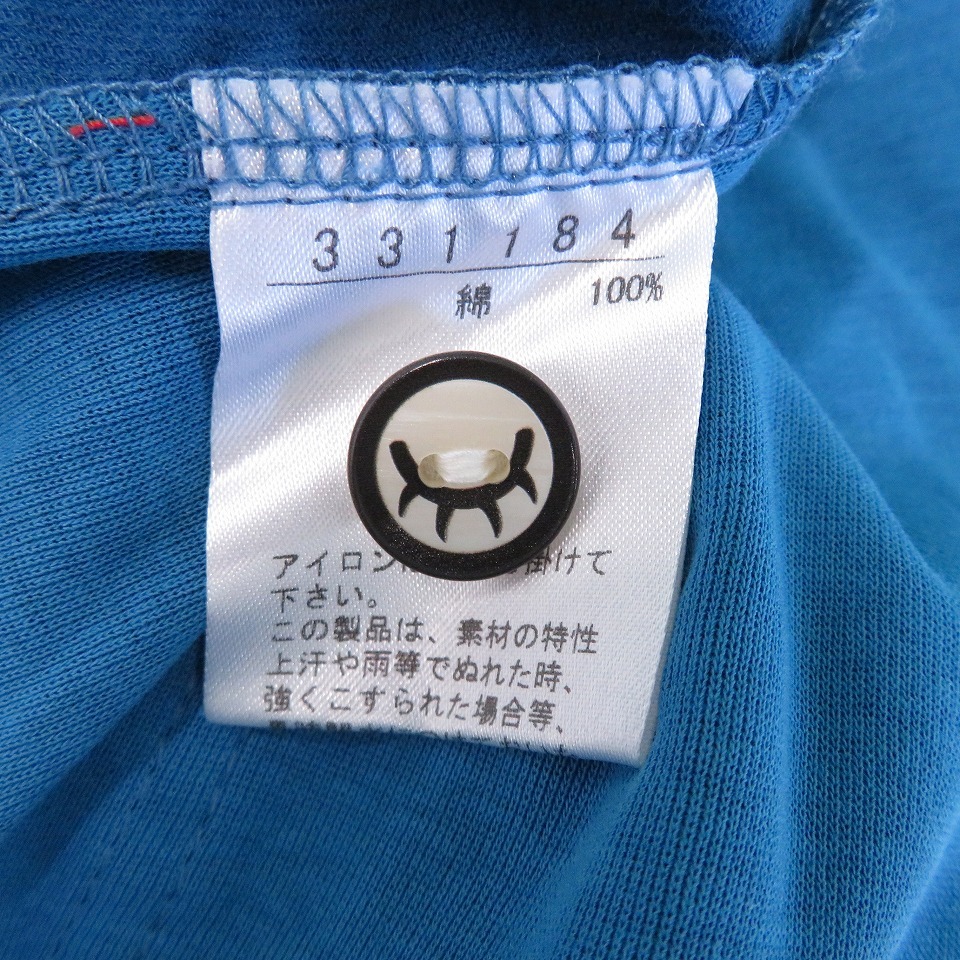 331184
綿 100%
アイロン 掛けて
下さい。
この製品は、素材の特性
上汗や雨等でぬれた時、
強くこすられた場合等、